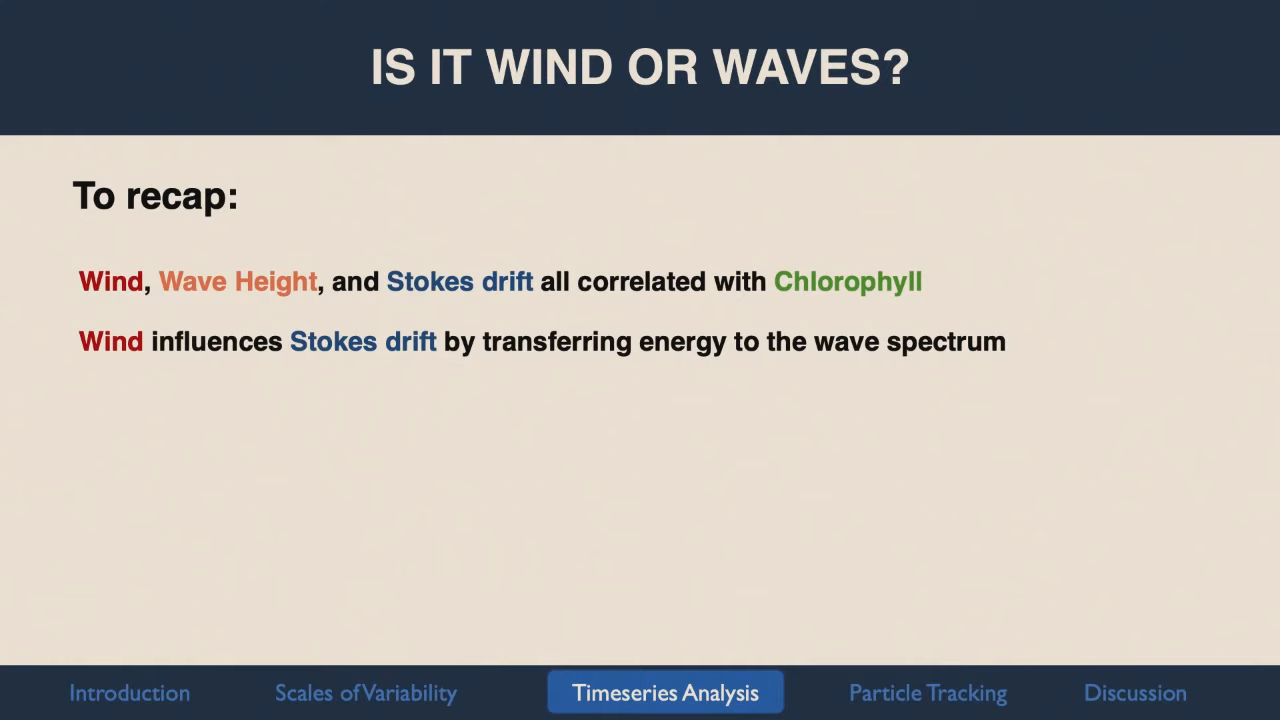 IS IT WIND OR WAVES?
To recap:
Wind, Wave Height, and Stokes drift all correlated with Chlorophyll
Wind influences Stokes drift by transferring energy to the wave spectrum
Introduction Scales of Variability Timeseries Analysis Particle Tracking Discussion